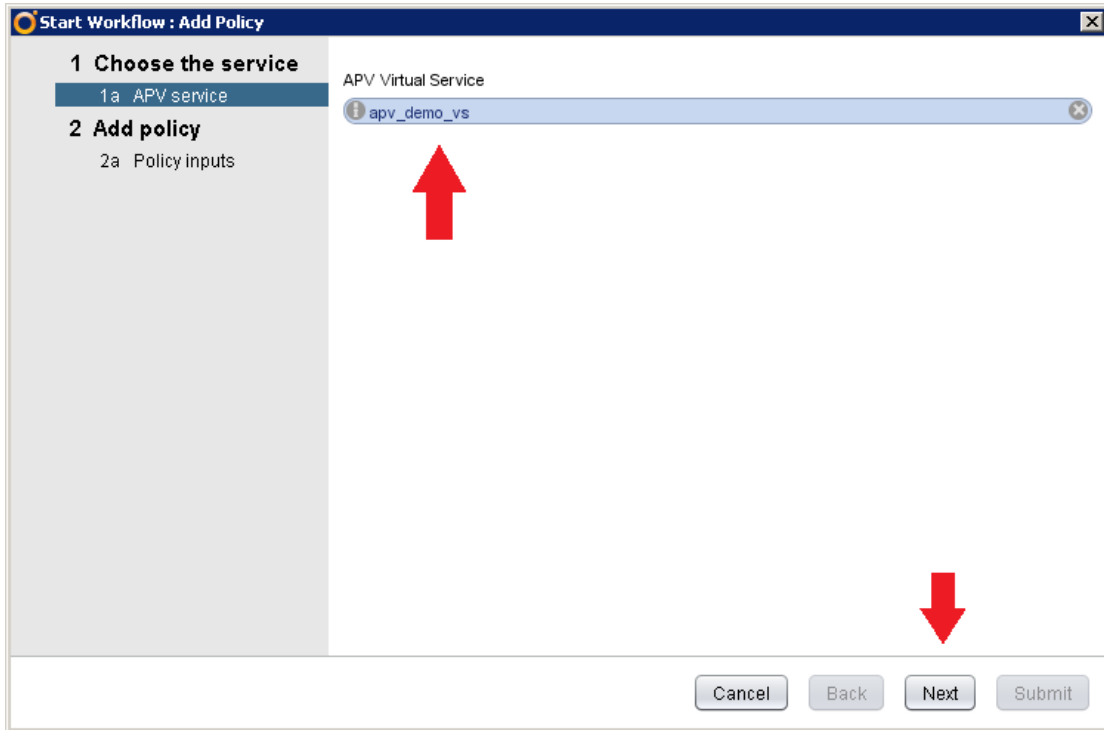 Start Workflow : Add Policy
1 Choose the service
1a APV service
2 Add policy
2a Policy inputs
APV Virtual Service
apv_demo_vs
Cancel
Back
Next
Submit